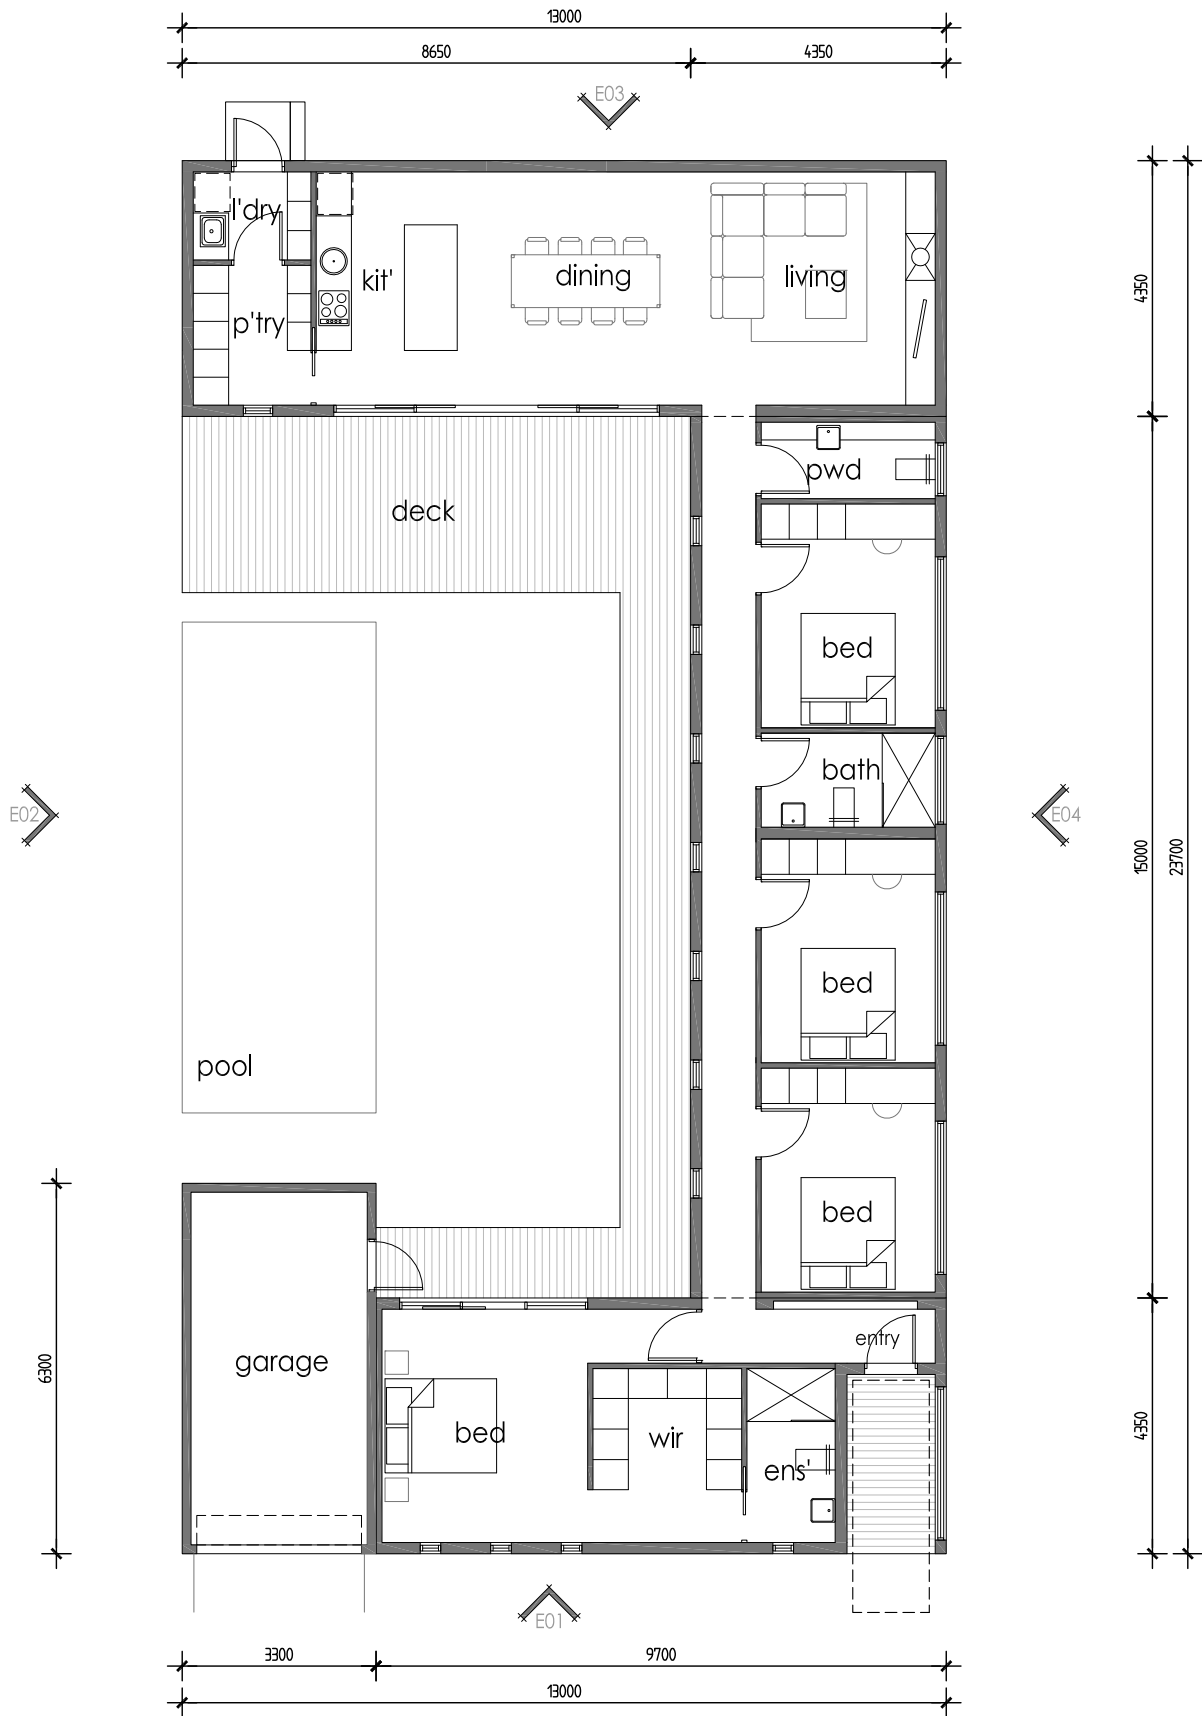 13000
8650
4350
E03
l'dry
kit'
dining
living
p'try
4350
pwd
deck
bed
bath
E02
E04
15000
23700
bed
pool
bed
entry
garage
6300
bed
wir
ens'
4350
E01
3300
9700
13000